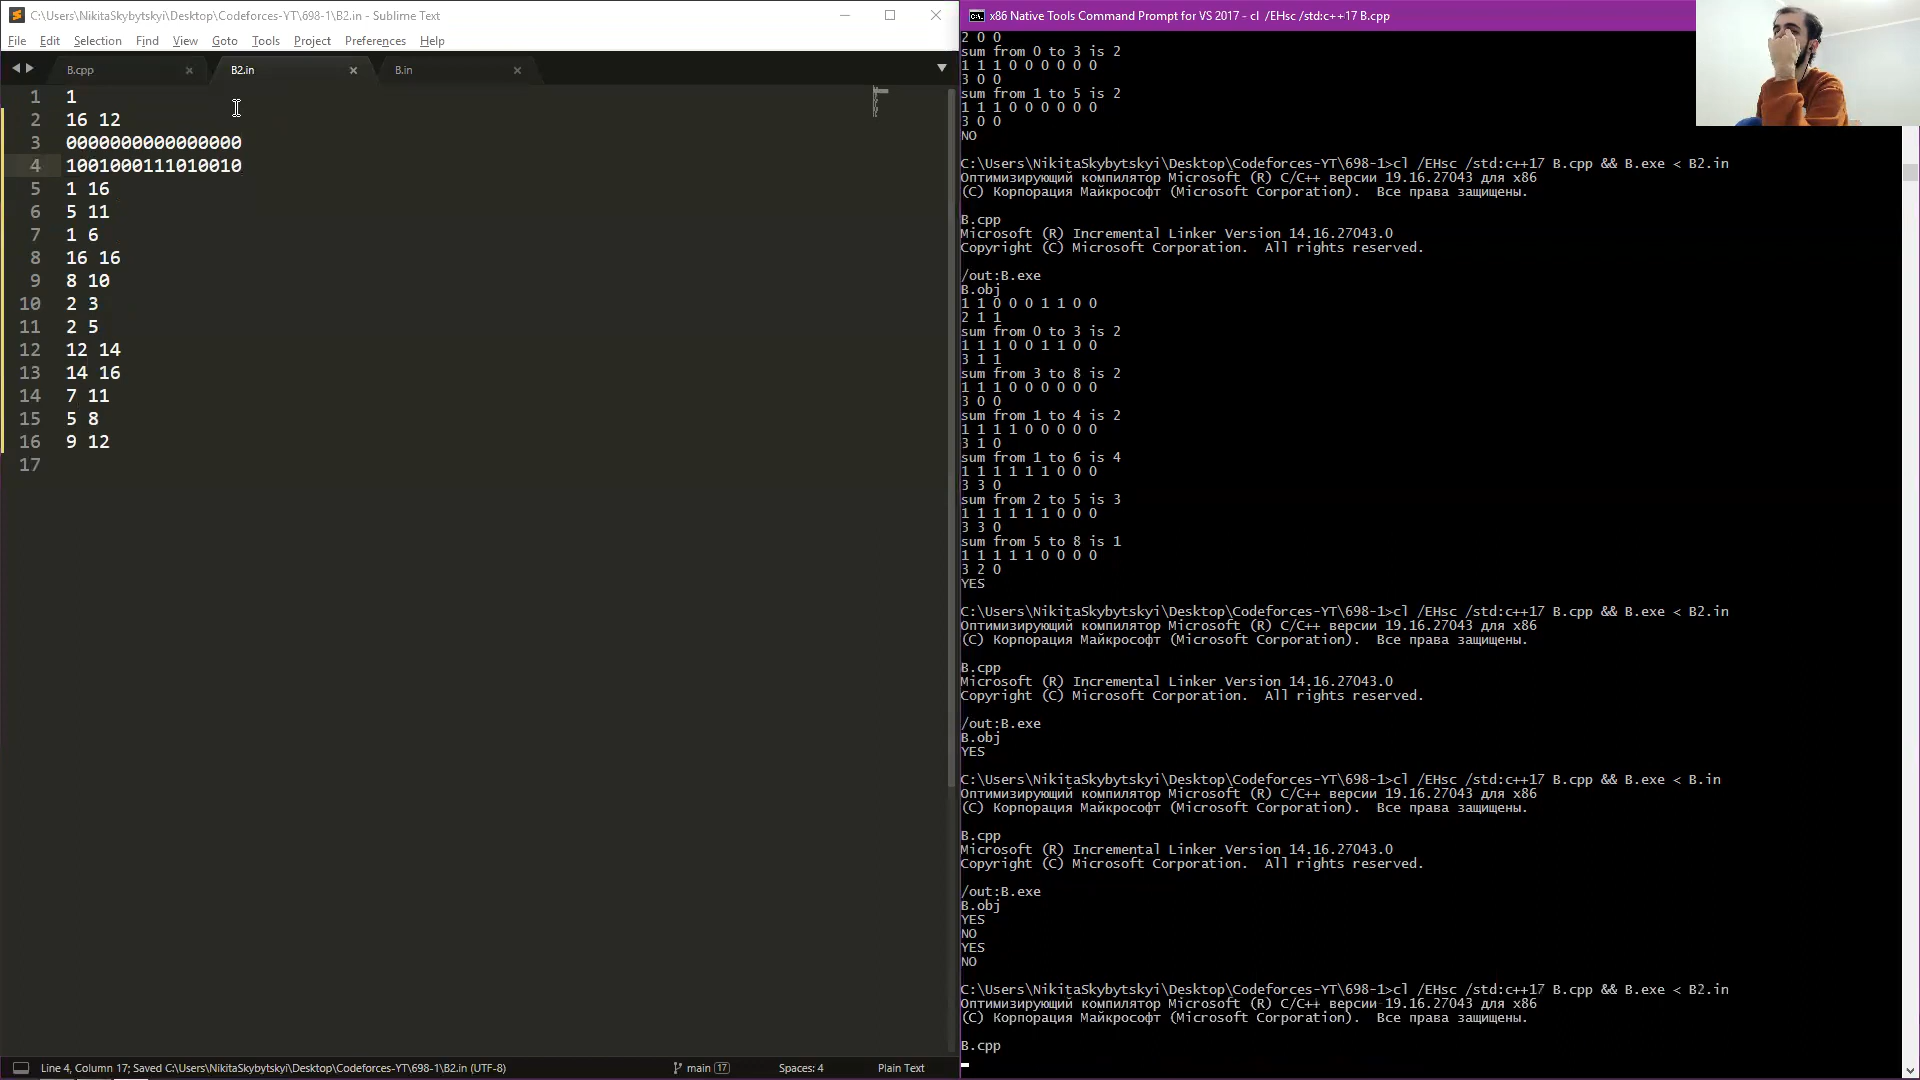 C:\Users\NikitaSkybytskyi\Desktop\Codeforces-YT\698-1\B2.in - Sublime Text
File Edit Selection Find View Goto Tools Project Preferences Help
B.cpp B2.in B.in
1 1
2 16 12
3 0000000000000000
4 1001000111010010
5 1 16
6 5 11
7 1 6
8 16 16
9 8 10
10 2 3
11 2 5
12 12 14
13 14 16
14 7 11
15 5 8
16 9 12
17
Line 4, Column 17; Saved C:\Users\NikitaSkybytskyi\Desktop\Codeforces-YT\698-1\B2.in (UTF-8) main 17 Spaces: 4 Plain Text
x86 Native Tools Command Prompt for VS 2017 - cl /EHsc /std:c++17 B.cpp
2 0 0
sum from 0 to 3 is 2
1 1 1 0 0 0 0 0 0
3 0 0
sum from 1 to 5 is 2
1 1 1 0 0 0 0 0 0
3 0 0
NO
C:\Users\NikitaSkybytskyi\Desktop\Codeforces-YT\698-1>cl /EHsc /std:c++17 B.cpp && B.exe < B2.in
Оптимизирующий компилятор Microsoft (R) C/C++ версии 19.16.27043 для x86
(C) Корпорация Майкрософт (Microsoft Corporation). Все права защищены.
B.cpp
Microsoft (R) Incremental Linker Version 14.16.27043.0
Copyright (C) Microsoft Corporation. All rights reserved.
/out:B.exe
B.obj
1 1 0 0 0 1 1 0 0
2 1 1
sum from 0 to 3 is 2
1 1 1 0 0 1 1 0 0
3 1 1
sum from 3 to 8 is 2
1 1 1 0 0 0 0 0 0
3 0 0
sum from 1 to 4 is 2
1 1 1 1 0 0 0 0 0
3 1 0
sum from 1 to 6 is 4
1 1 1 1 1 1 0 0 0
3 3 0
sum from 2 to 5 is 3
1 1 1 1 1 1 0 0 0
3 3 0
sum from 5 to 8 is 1
1 1 1 1 1 0 0 0 0
3 2 0
YES
C:\Users\NikitaSkybytskyi\Desktop\Codeforces-YT\698-1>cl /EHsc /std:c++17 B.cpp && B.exe < B2.in
Оптимизирующий компилятор Microsoft (R) C/C++ версии 19.16.27043 для x86
(C) Корпорация Майкрософт (Microsoft Corporation). Все права защищены.
B.cpp
Microsoft (R) Incremental Linker Version 14.16.27043.0
Copyright (C) Microsoft Corporation. All rights reserved.
/out:B.exe
B.obj
YES
C:\Users\NikitaSkybytskyi\Desktop\Codeforces-YT\698-1>cl /EHsc /std:c++17 B.cpp && B.exe < B.in
Оптимизирующий компилятор Microsoft (R) C/C++ версии 19.16.27043 для x86
(C) Корпорация Майкрософт (Microsoft Corporation). Все права защищены.
B.cpp
Microsoft (R) Incremental Linker Version 14.16.27043.0
Copyright (C) Microsoft Corporation. All rights reserved.
/out:B.exe
B.obj
YES
NO
YES
NO
C:\Users\NikitaSkybytskyi\Desktop\Codeforces-YT\698-1>cl /EHsc /std:c++17 B.cpp && B.exe < B2.in
Оптимизирующий компилятор Microsoft (R) C/C++ версии 19.16.27043 для x86
(C) Корпорация Майкрософт (Microsoft Corporation). Все права защищены.
B.cpp